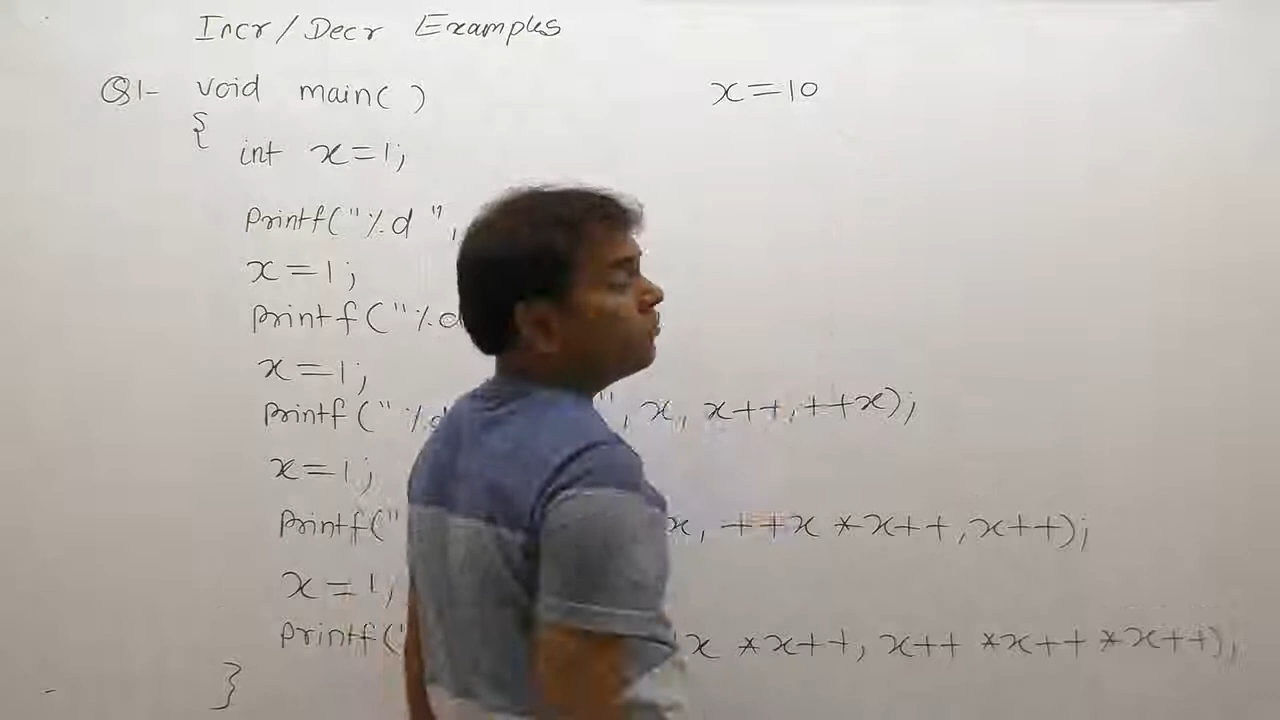 Incr/Decr Examples
Q1- void main( )
x=10
{
int x=1;
Printf("%d ",
x=1;
Printf("%d
x=1;
Printf("%d ", x, x++, ++x);
x=1;
Printf(" x, ++x *x++, x++);
x=1;
Printf(" x *x++, x++ *x++ *x++);
}